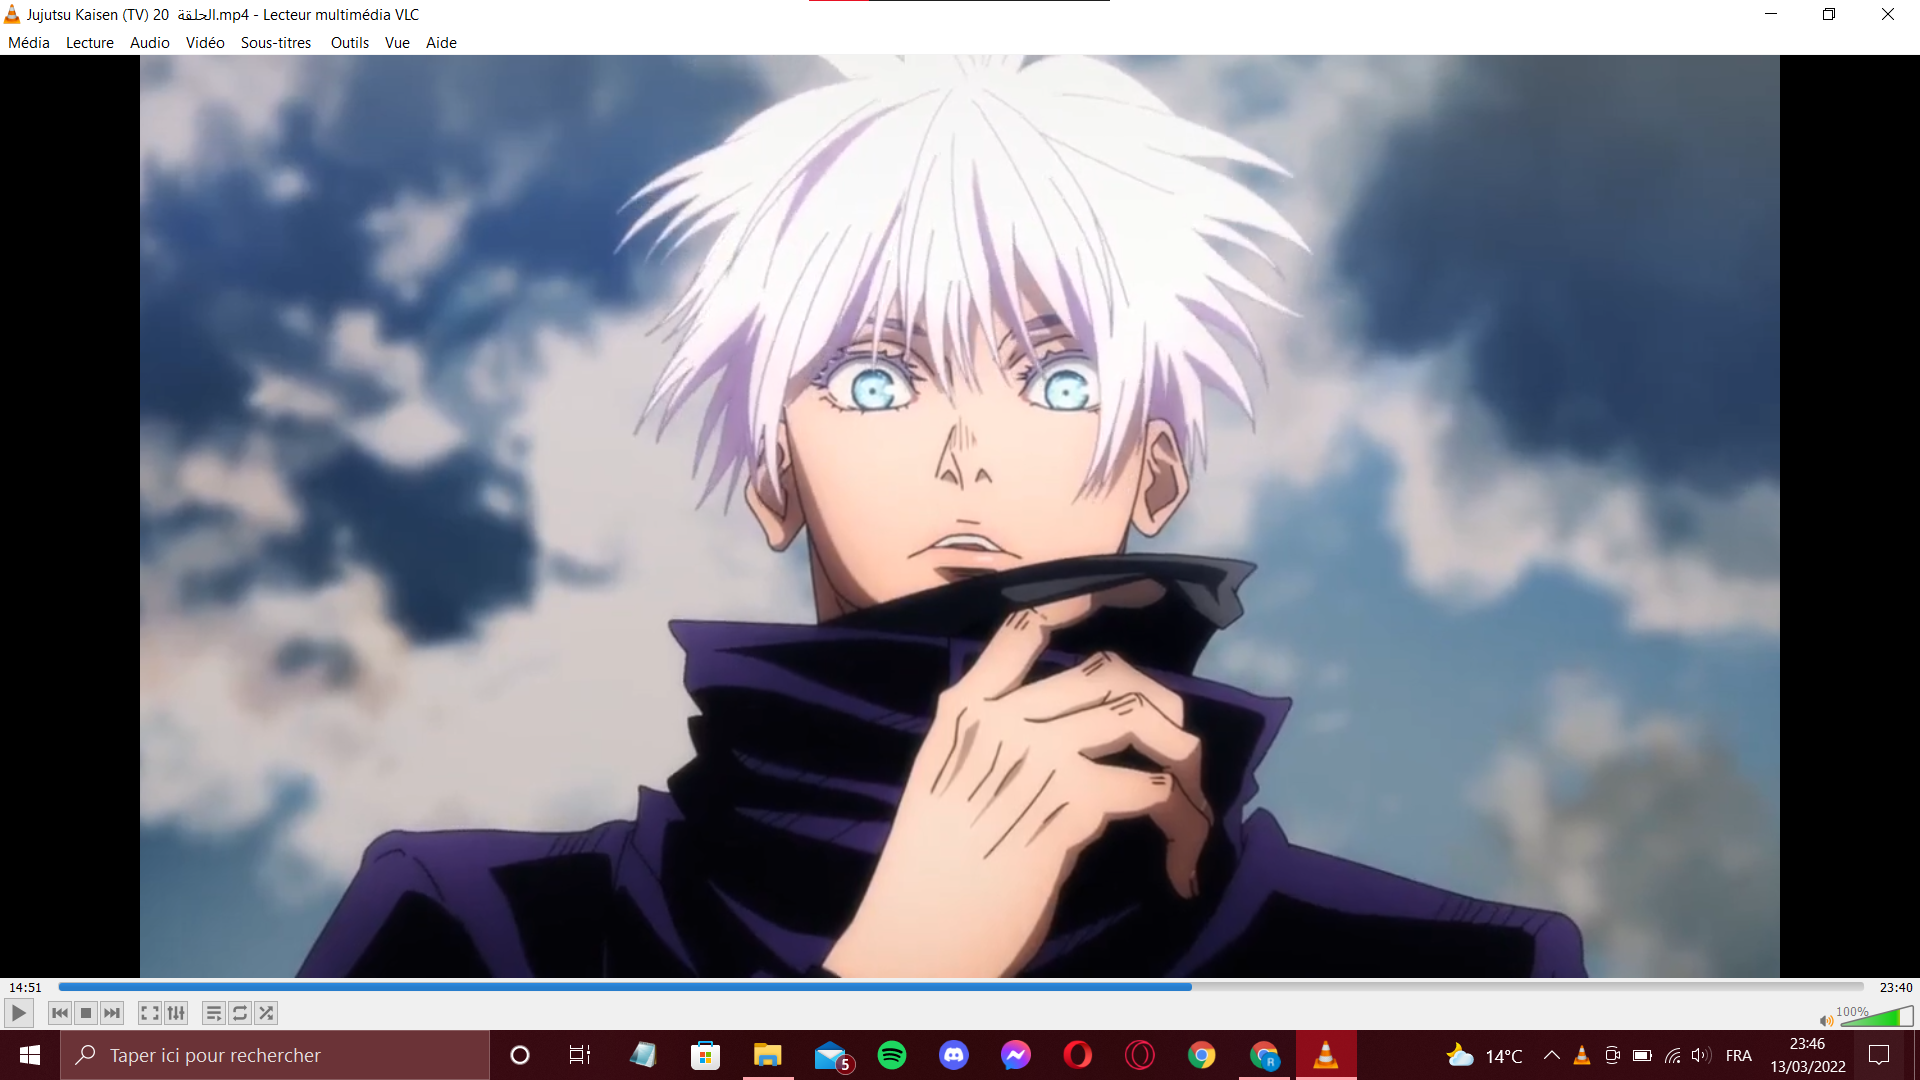 Jujutsu Kaisen (TV) 20 الحلقة.mp4 - Lecteur multimédia VLC
Média Lecture Audio Vidéo Sous-titres Outils Vue Aide
14:51 23:40
100%
Taper ici pour rechercher
5
R
14°C
FRA
23:46
13/03/2022